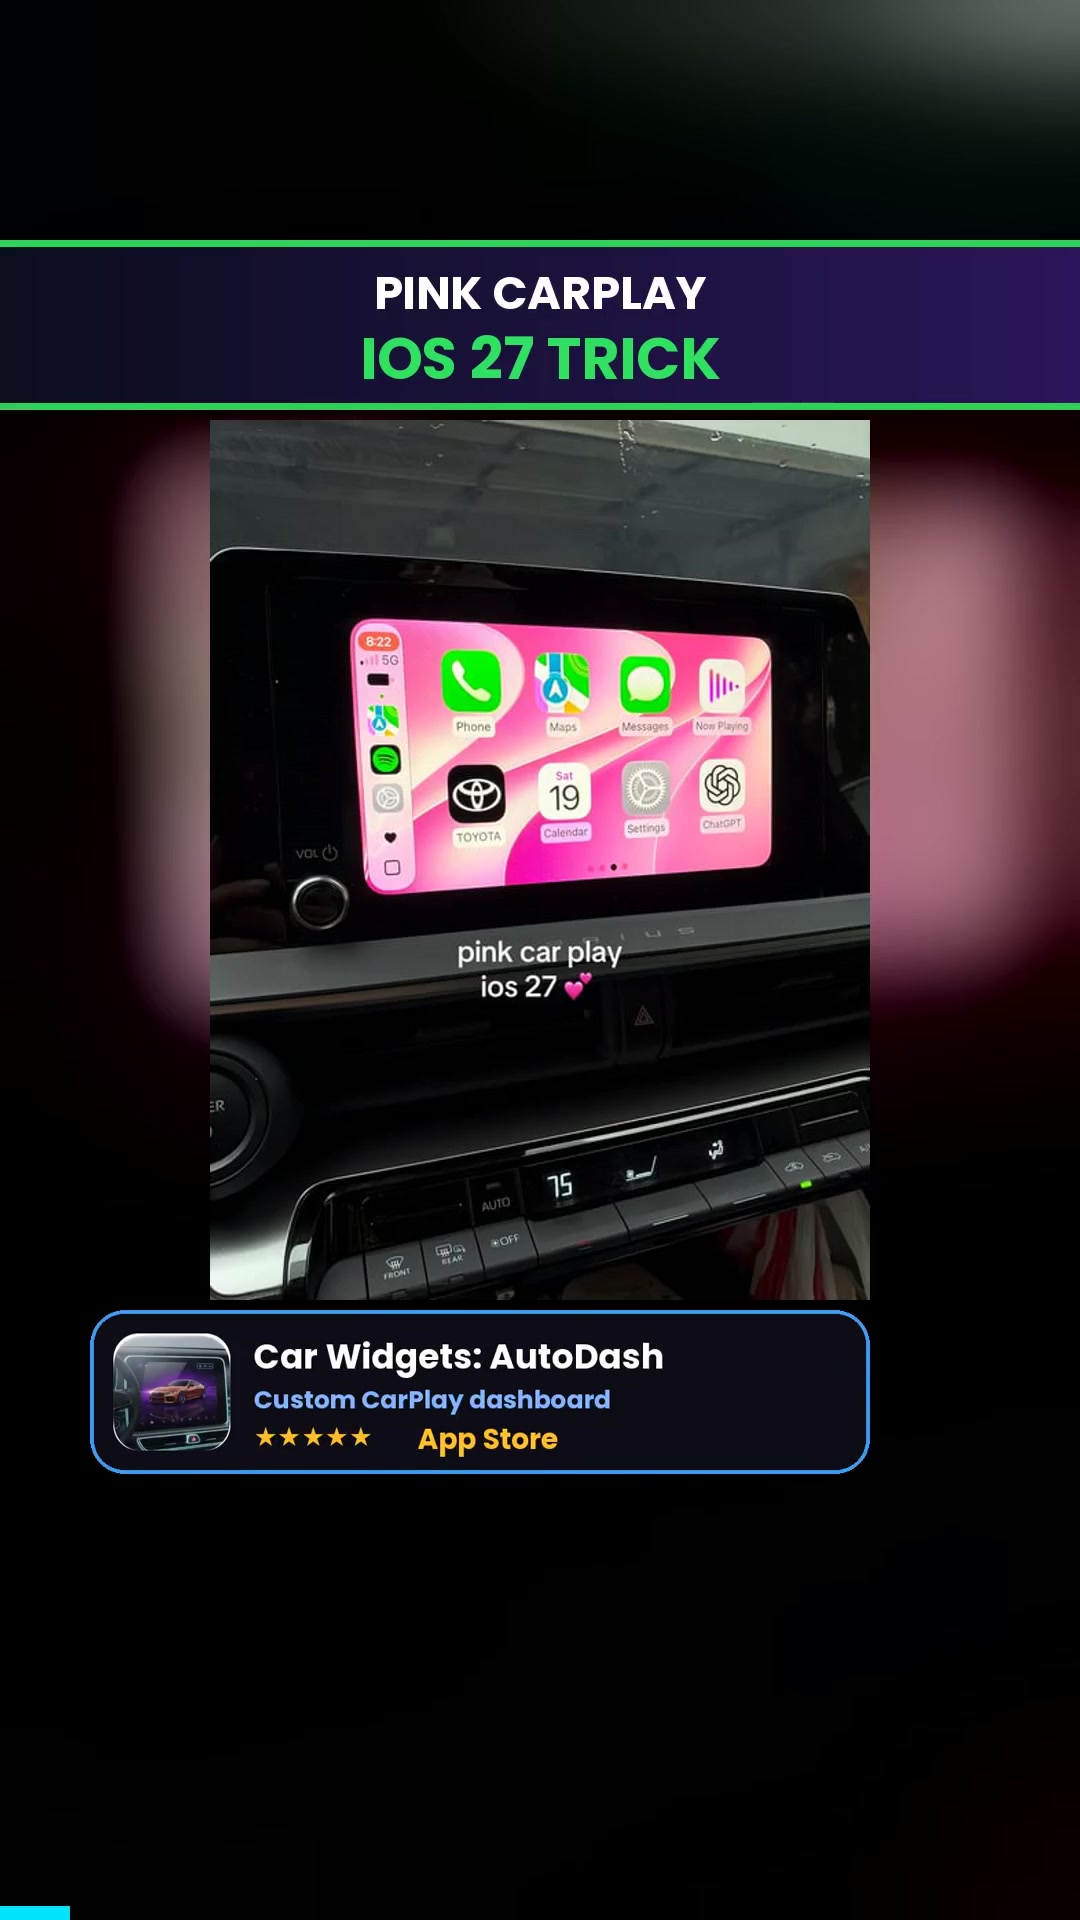 PINK CARPLAY
IOS 27 TRICK
8:22
5G
Phone
Maps
Messages
Now Playing
TOYOTA
Sat
19
Calendar
Settings
ChatGPT
VOL
pink car play
ios 27 💕
75
AUTO
OFF
FRONT
REAR
Car Widgets: AutoDash
Custom CarPlay dashboard
★★★★★ App Store